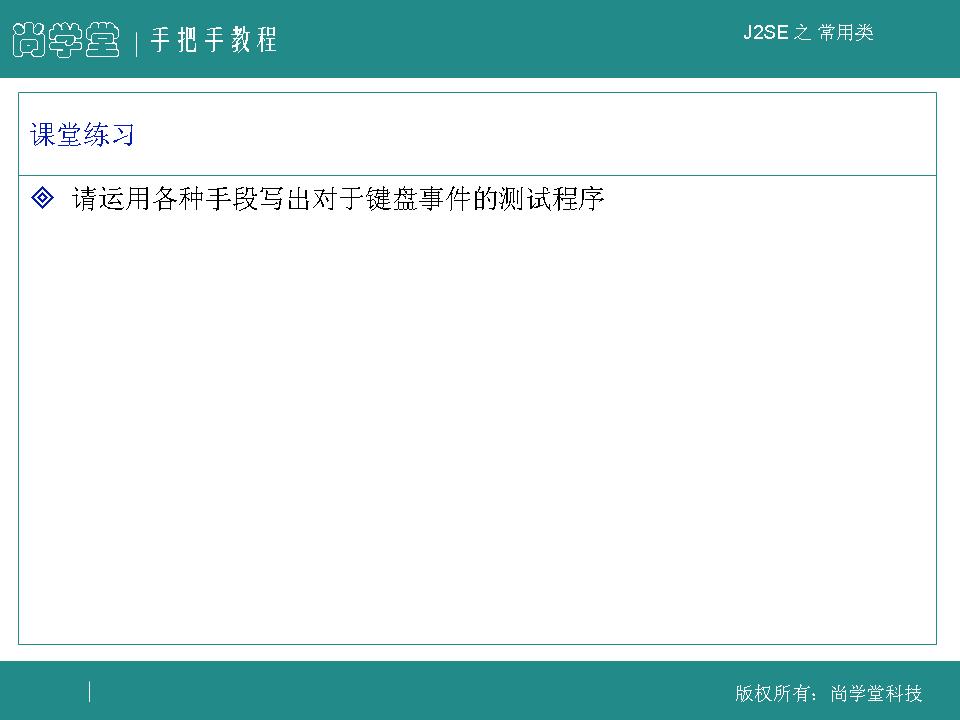 尚学堂 | 手把手教程
J2SE 之 常用类
课堂练习
请运用各种手段写出对于键盘事件的测试程序
版权所有：尚学堂科技